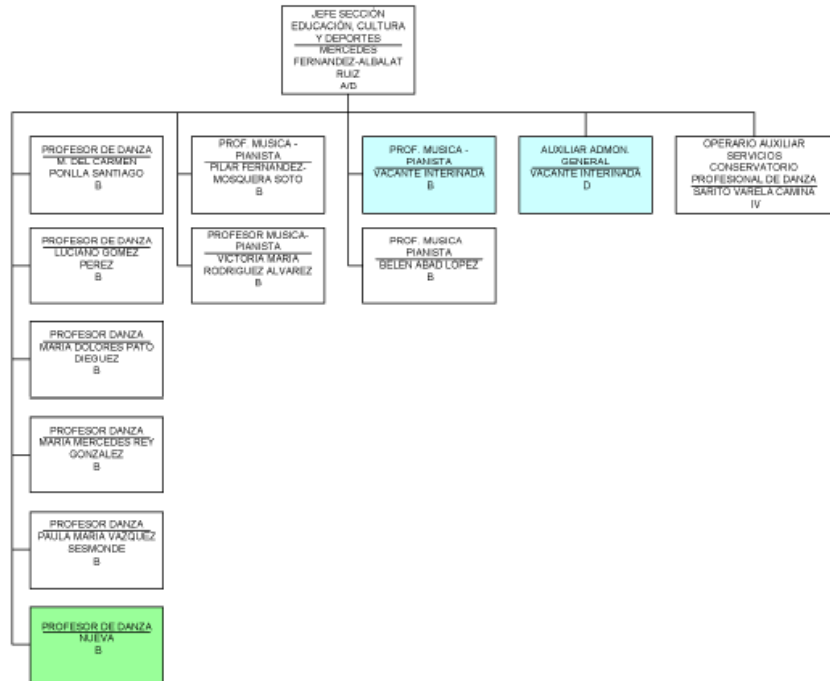 JEFE SECCIÓN
EDUCACIÓN, CULTURA
Y DEPORTES
MERCEDES
FERNANDEZ-ALBALAT
RUIZ
A/B
PROFESOR DE DANZA
M. DEL CARMEN
PONLLA SANTIAGO
B
PROF. MUSICA -
PIANISTA
PILAR FERNANDEZ-
MOSQUERA SOTO
B
PROF. MUSICA -
PIANISTA
VACANTE INTERINADA
B
AUXILIAR ADMON.
GENERAL
VACANTE INTERINADA
D
OPERARIO AUXILIAR
SERVICIOS
CONSERVATORIO
PROFESIONAL DE DANZA
SARITO VARELA CAMINA
IV
PROFESOR DE DANZA
LUCIANO GOMEZ
PEREZ
B
PROFESOR MUSICA-
PIANISTA
VICTORIA MARIA
RODRIGUEZ ALVAREZ
B
PROF. MUSICA
PIANISTA
BELEN ABAD LOPEZ
B
PROFESOR DANZA
MARIA DOLORES PATO
DIEGUEZ
B
PROFESOR DANZA
MARIA MERCEDES REY
GONZALEZ
B
PROFESOR DANZA
PAULA MARIA VAZQUEZ
SESMONDE
B
PROFESOR DE DANZA
NUEVA
B